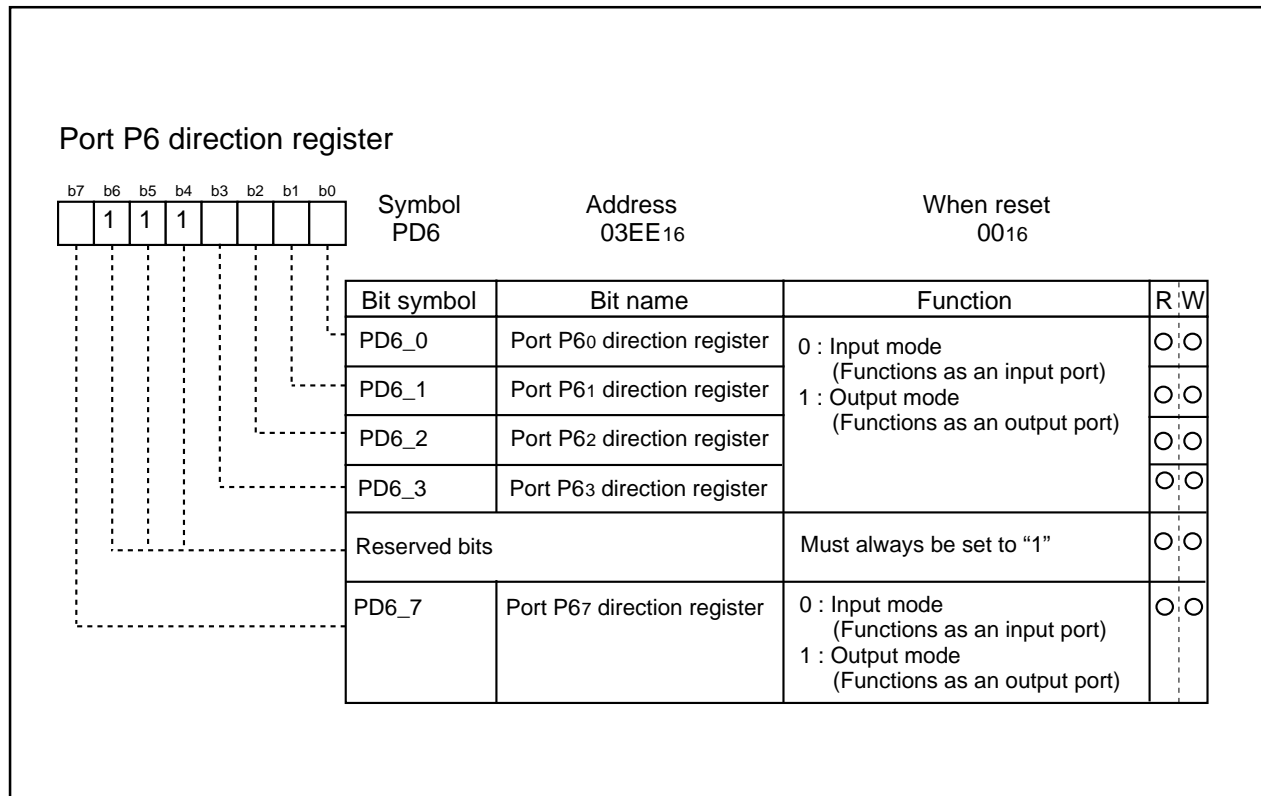 Port P6 direction register
b7 b6 b5 b4 b3 b2 b1 b0
1 1 1
Symbol Address When reset
PD6 03EE16 0016
Bit symbol Bit name Function R W
PD6_0 Port P60 direction register
0 : Input mode
(Functions as an input port)
1 : Output mode
(Functions as an output port)
PD6_1 Port P61 direction register
PD6_2 Port P62 direction register
PD6_3 Port P63 direction register
Reserved bits Must always be set to “1”
PD6_7 Port P67 direction register
0 : Input mode
(Functions as an input port)
1 : Output mode
(Functions as an output port)